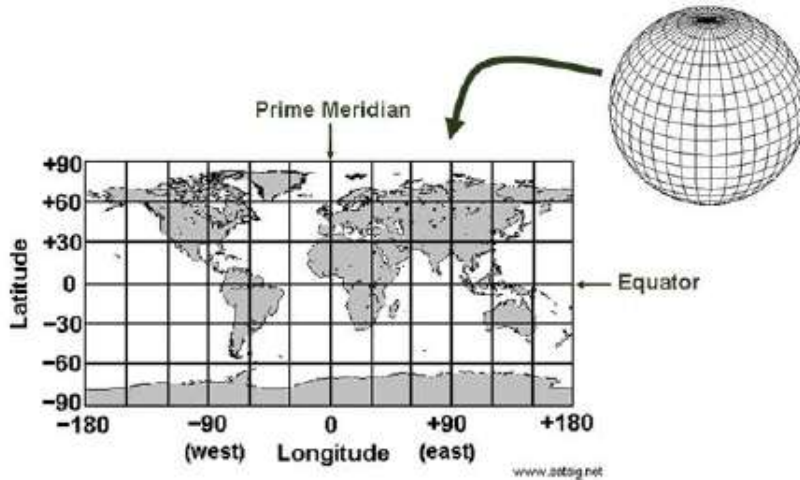 Prime Meridian
+90
+60
+30
0
−30
−60
−90
Latitude
Equator
−180
−90
0
+90
+180
(west)
Longitude
(east)
www.satsig.net